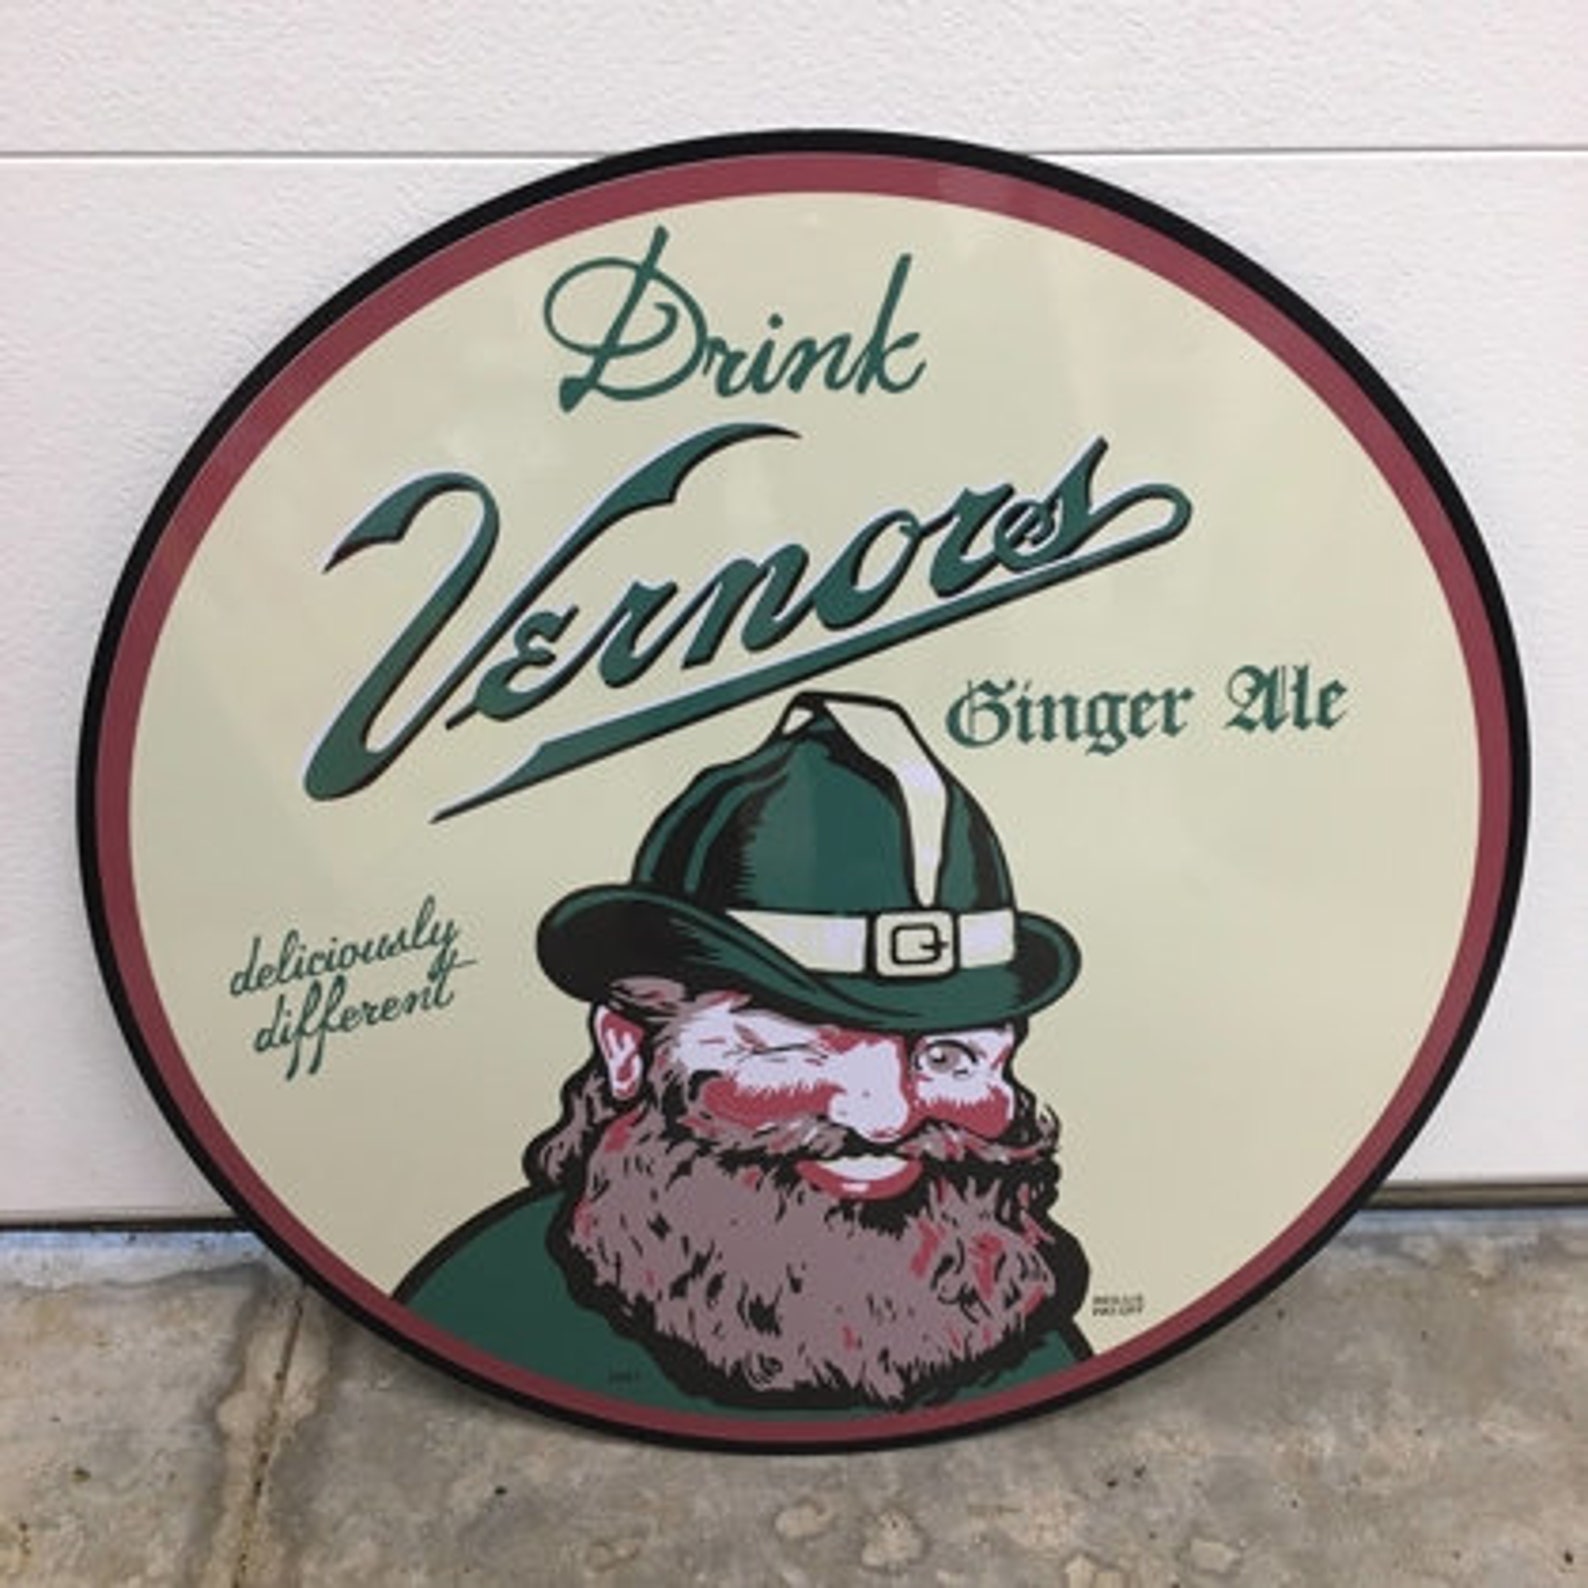 Drink
Vernors
Ginger Ale
deliciously
different